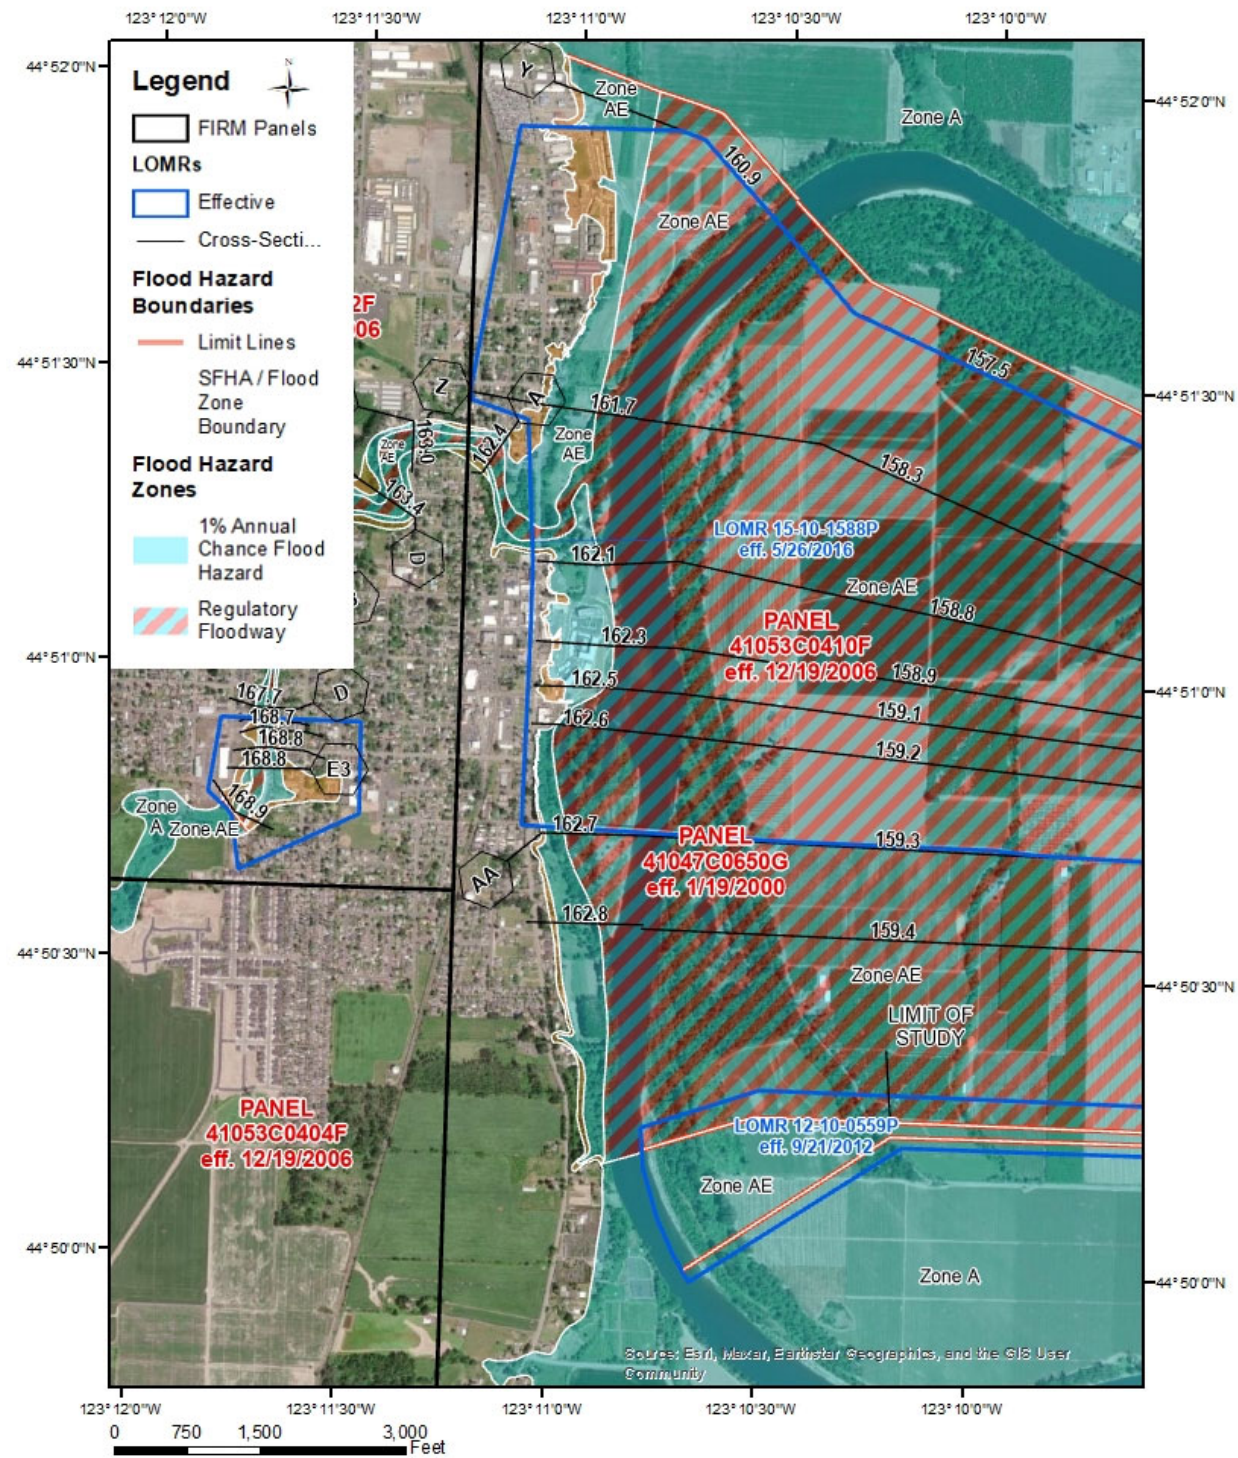 123°12'0"W
123°11'30"W
123°11'0"W
123°10'30"W
123°10'0"W
44°52'0"N
44°51'30"N
44°51'0"N
44°50'30"N
44°50'0"N
Legend
N
FIRM Panels
LOMRs
Effective
Cross-Secti...
Flood Hazard
Boundaries
Limit Lines
SFHA / Flood
Zone
Boundary
Flood Hazard
Zones
1% Annual
Chance Flood
Hazard
Regulatory
Floodway
2F
06
Y
Zone
AE
Zone A
44°52'0"N
160.9
Zone AE
157.5
44°51'30"N
Z
A
161.7
163.0
162.4
Zone
AE
Zone
AE
158.3
163.4
D
LOMR 15-10-1588P
eff. 5/26/2016
162.1
Zone AE
158.8
PANEL
41053C0410F
eff. 12/19/2006
162.3
162.5
158.9
44°51'0"N
162.6
159.1
159.2
167.7
D
168.7
168.8
168.8
E3
168.9
Zone
A
Zone AE
162.7
159.3
PANEL
41047C0650G
eff. 1/19/2000
AA
162.8
159.4
Zone AE
44°50'30"N
LIMIT OF
STUDY
PANEL
41053C0404F
eff. 12/19/2006
LOMR 12-10-0559P
eff. 9/21/2012
Zone AE
Zone A
44°50'0"N
Source: Esri, Maxar, Earthstar Geographics, and the GIS User
Community
123°12'0"W
123°11'30"W
123°11'0"W
123°10'30"W
123°10'0"W
0
750
1,500
3,000
Feet